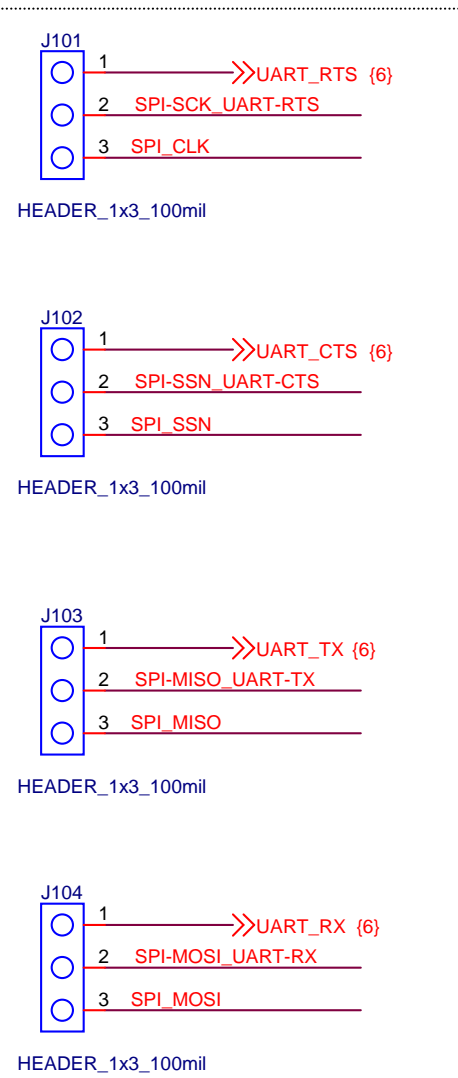 J101
1 UART_RTS {6}
2 SPI-SCK_UART-RTS
3 SPI_CLK
HEADER_1x3_100mil
J102
1 UART_CTS {6}
2 SPI-SSN_UART-CTS
3 SPI_SSN
HEADER_1x3_100mil
J103
1 UART_TX {6}
2 SPI-MISO_UART-TX
3 SPI_MISO
HEADER_1x3_100mil
J104
1 UART_RX {6}
2 SPI-MOSI_UART-RX
3 SPI_MOSI
HEADER_1x3_100mil